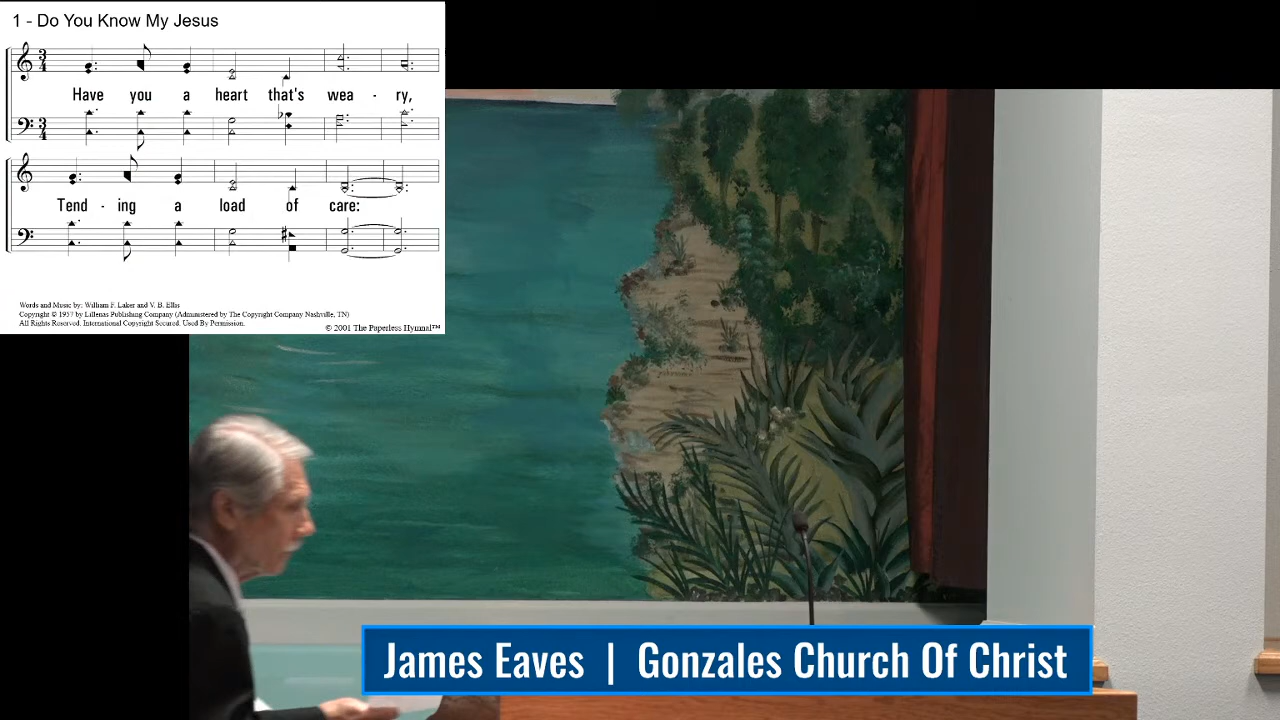 1 - Do You Know My Jesus
Have you a heart that's wea - ry,
Tend - ing a load of care:
Words and Music by: William F. Laker and V. B. Ellis
Copyright © 1957 by Lillenas Publishing Company (Administered by The Copyright Company Nashville, TN)
All Rights Reserved. International Copyright Secured. Used By Permission.
© 2001 The Paperless Hymnal™
James Eaves | Gonzales Church Of Christ